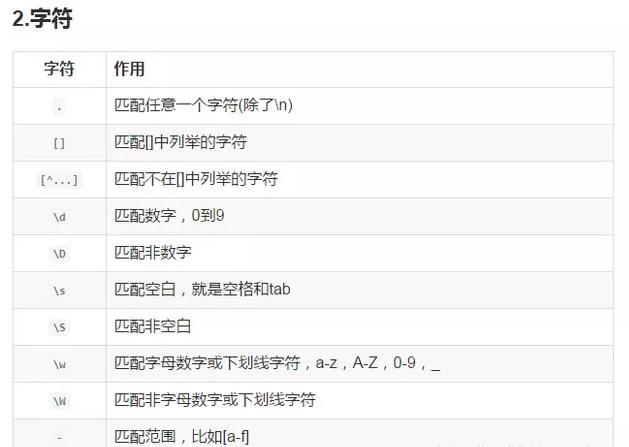 2.字符
字符 作用
. 匹配任意一个字符(除了\n)
[] 匹配[]中列举的字符
[^...] 匹配不在[]中列举的字符
\d 匹配数字，0到9
\D 匹配非数字
\s 匹配空白，就是空格和tab
\S 匹配非空白
\w 匹配字母数字或下划线字符，a-z，A-Z，0-9，_
\W 匹配非字母数字或下划线字符
- 匹配范围，比如[a-f]